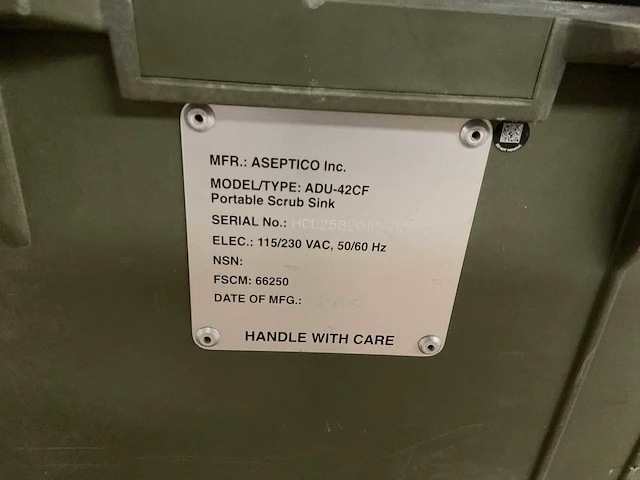 MFR.: ASEPTICO Inc.
MODEL/TYPE: ADU-42CF
Portable Scrub Sink
SERIAL No.:
ELEC.: 115/230 VAC, 50/60 Hz
NSN:
FSCM: 66250
DATE OF MFG.:
HANDLE WITH CARE